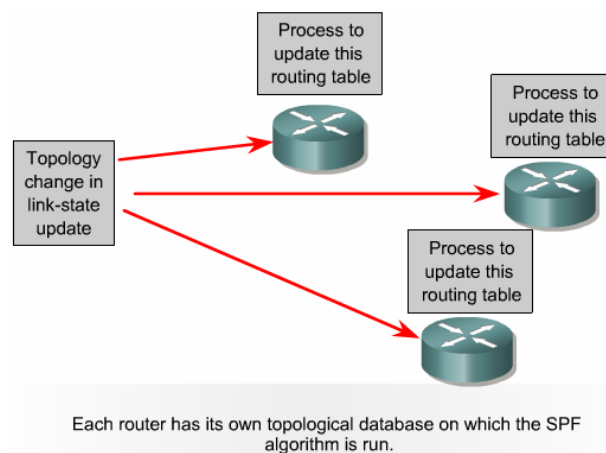 Process to
update this
routing table
Process to
update this
routing table
Topology
change in
link-state
update
Process to
update this
routing table
Each router has its own topological database on which the SPF
algorithm is run.